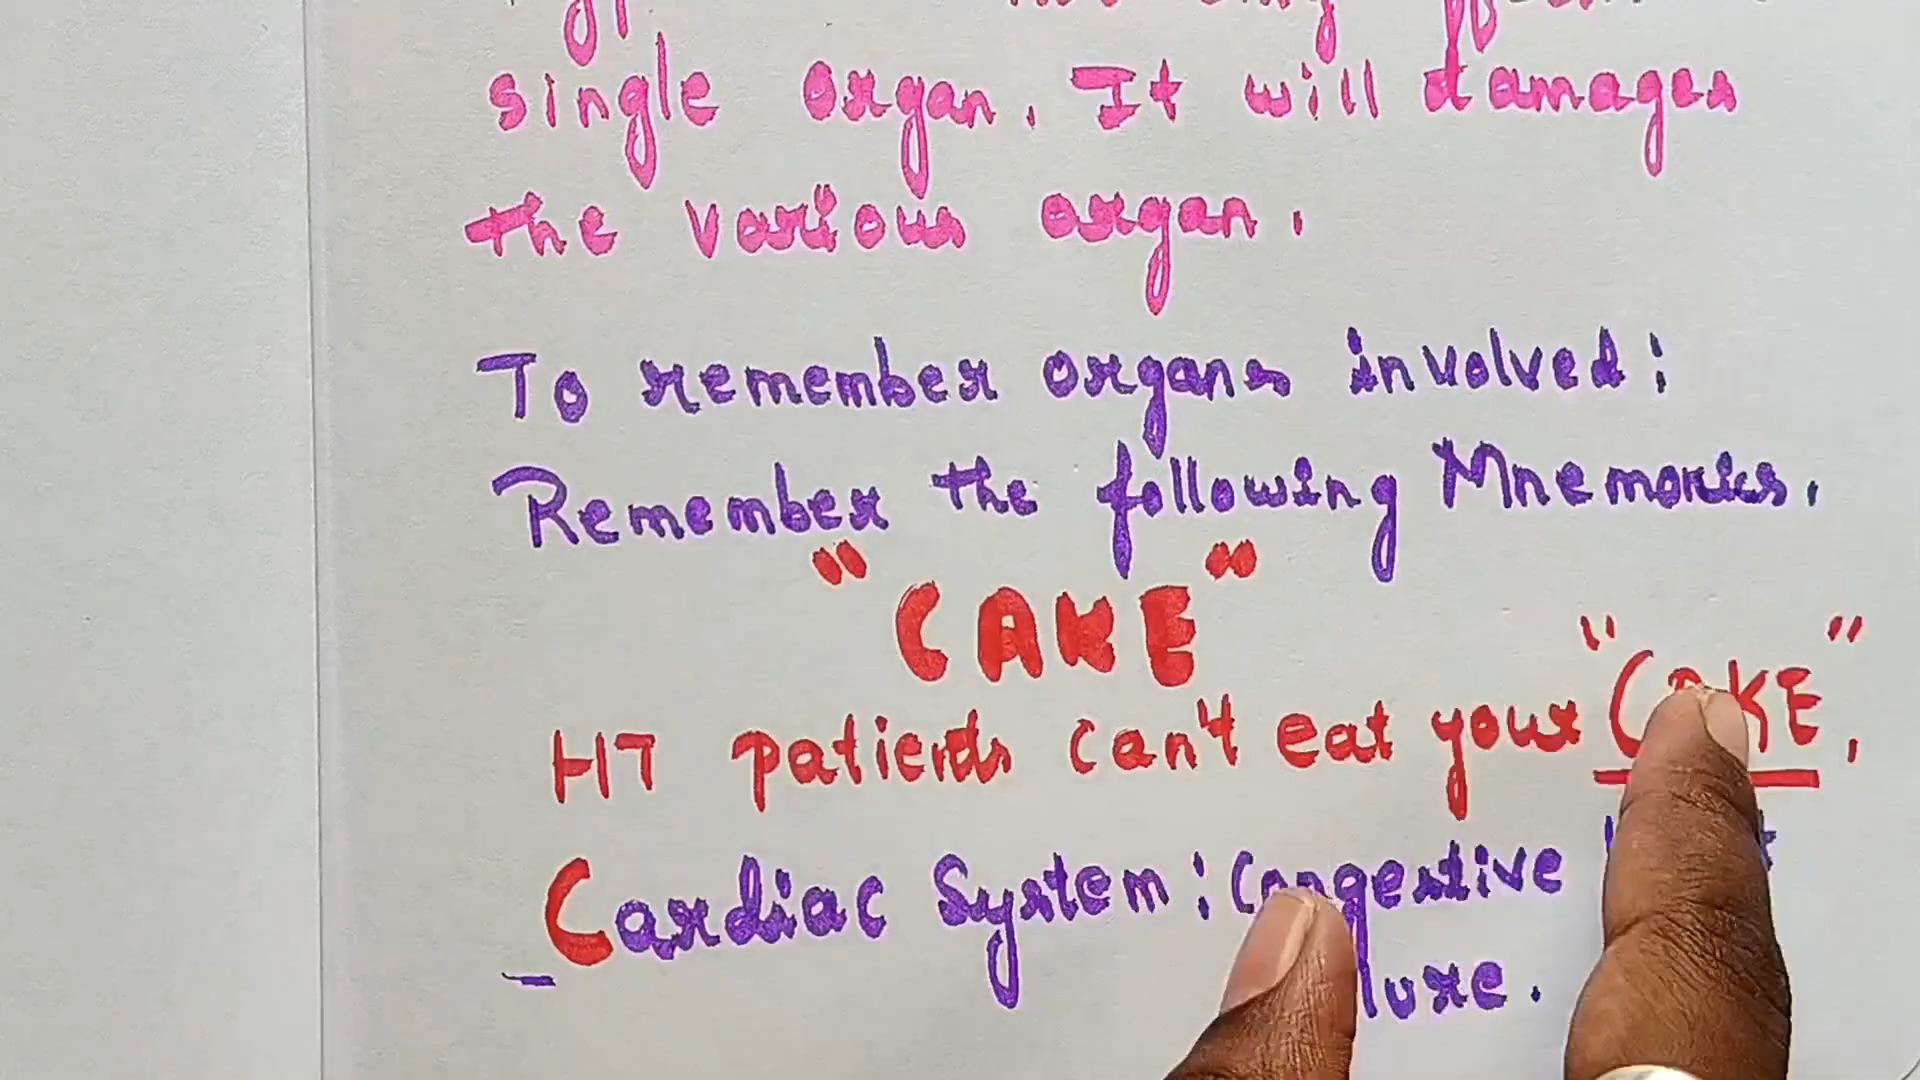 single organ. It will damages
the various organ.
To remember organs involved:
Remember the following Mnemonics.
"CAKE"
HT patients can't eat your "CAKE".
Cardiac System: Congestive